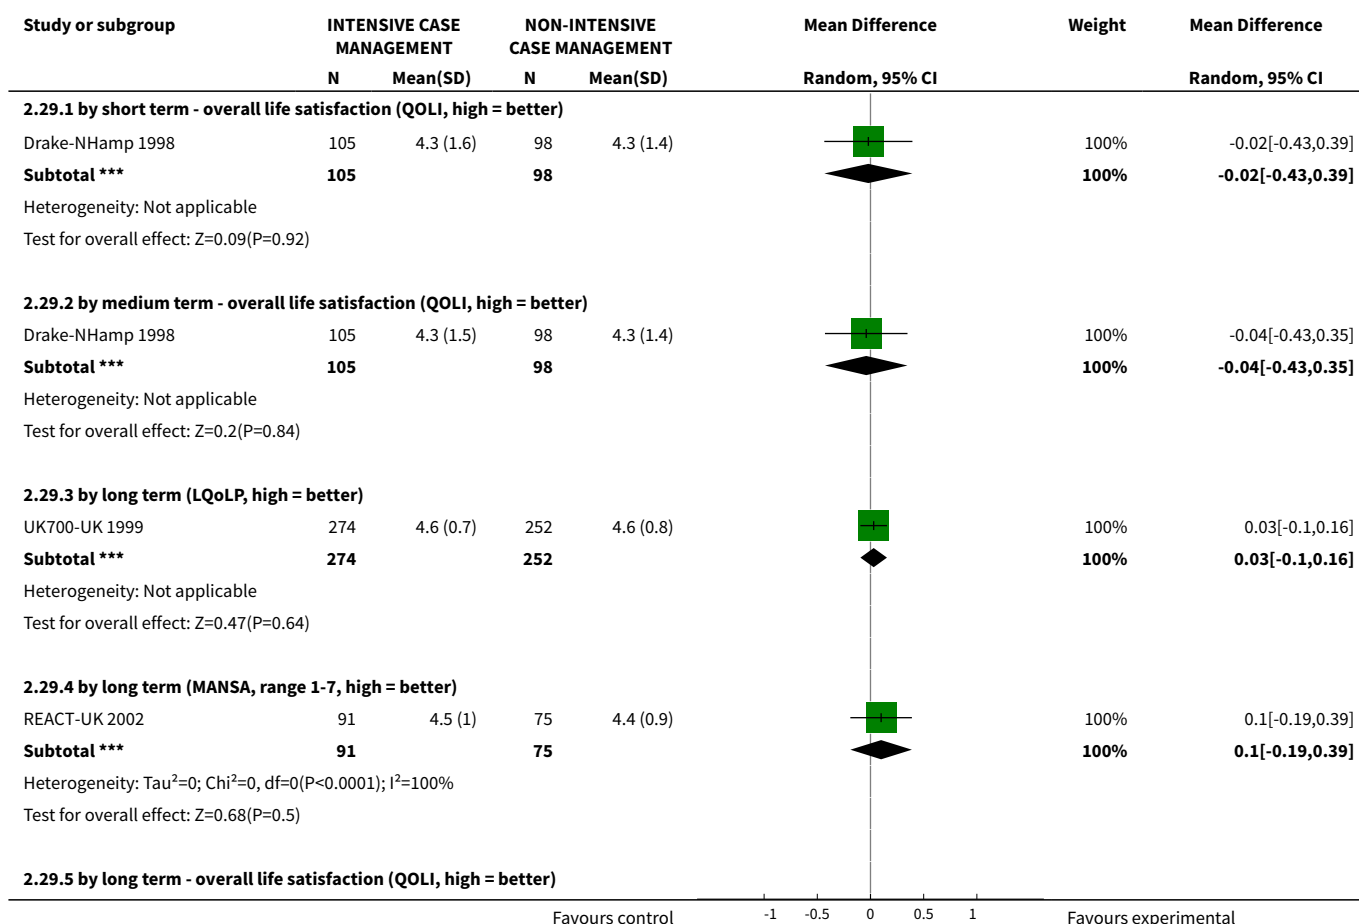 Study or subgroup INTENSIVE CASE MANAGEMENT NON-INTENSIVE CASE MANAGEMENT Mean Difference Weight Mean Difference
N Mean(SD) N Mean(SD) Random, 95% CI Random, 95% CI
2.29.1 by short term - overall life satisfaction (QOLI, high = better)
Drake-NHamp 1998 105 4.3 (1.6) 98 4.3 (1.4) 100% -0.02[-0.43,0.39]
Subtotal *** 105 98 100% -0.02[-0.43,0.39]
Heterogeneity: Not applicable
Test for overall effect: Z=0.09(P=0.92)
2.29.2 by medium term - overall life satisfaction (QOLI, high = better)
Drake-NHamp 1998 105 4.3 (1.5) 98 4.3 (1.4) 100% -0.04[-0.43,0.35]
Subtotal *** 105 98 100% -0.04[-0.43,0.35]
Heterogeneity: Not applicable
Test for overall effect: Z=0.2(P=0.84)
2.29.3 by long term (LQoLP, high = better)
UK700-UK 1999 274 4.6 (0.7) 252 4.6 (0.8) 100% 0.03[-0.1,0.16]
Subtotal *** 274 252 100% 0.03[-0.1,0.16]
Heterogeneity: Not applicable
Test for overall effect: Z=0.47(P=0.64)
2.29.4 by long term (MANSA, range 1-7, high = better)
REACT-UK 2002 91 4.5 (1) 75 4.4 (0.9) 100% 0.1[-0.19,0.39]
Subtotal *** 91 75 100% 0.1[-0.19,0.39]
Heterogeneity: Tau²=0; Chi²=0, df=0(P<0.0001); I²=100%
Test for overall effect: Z=0.68(P=0.5)
2.29.5 by long term - overall life satisfaction (QOLI, high = better)
Favours control -1 -0.5 0 0.5 1 Favours experimental